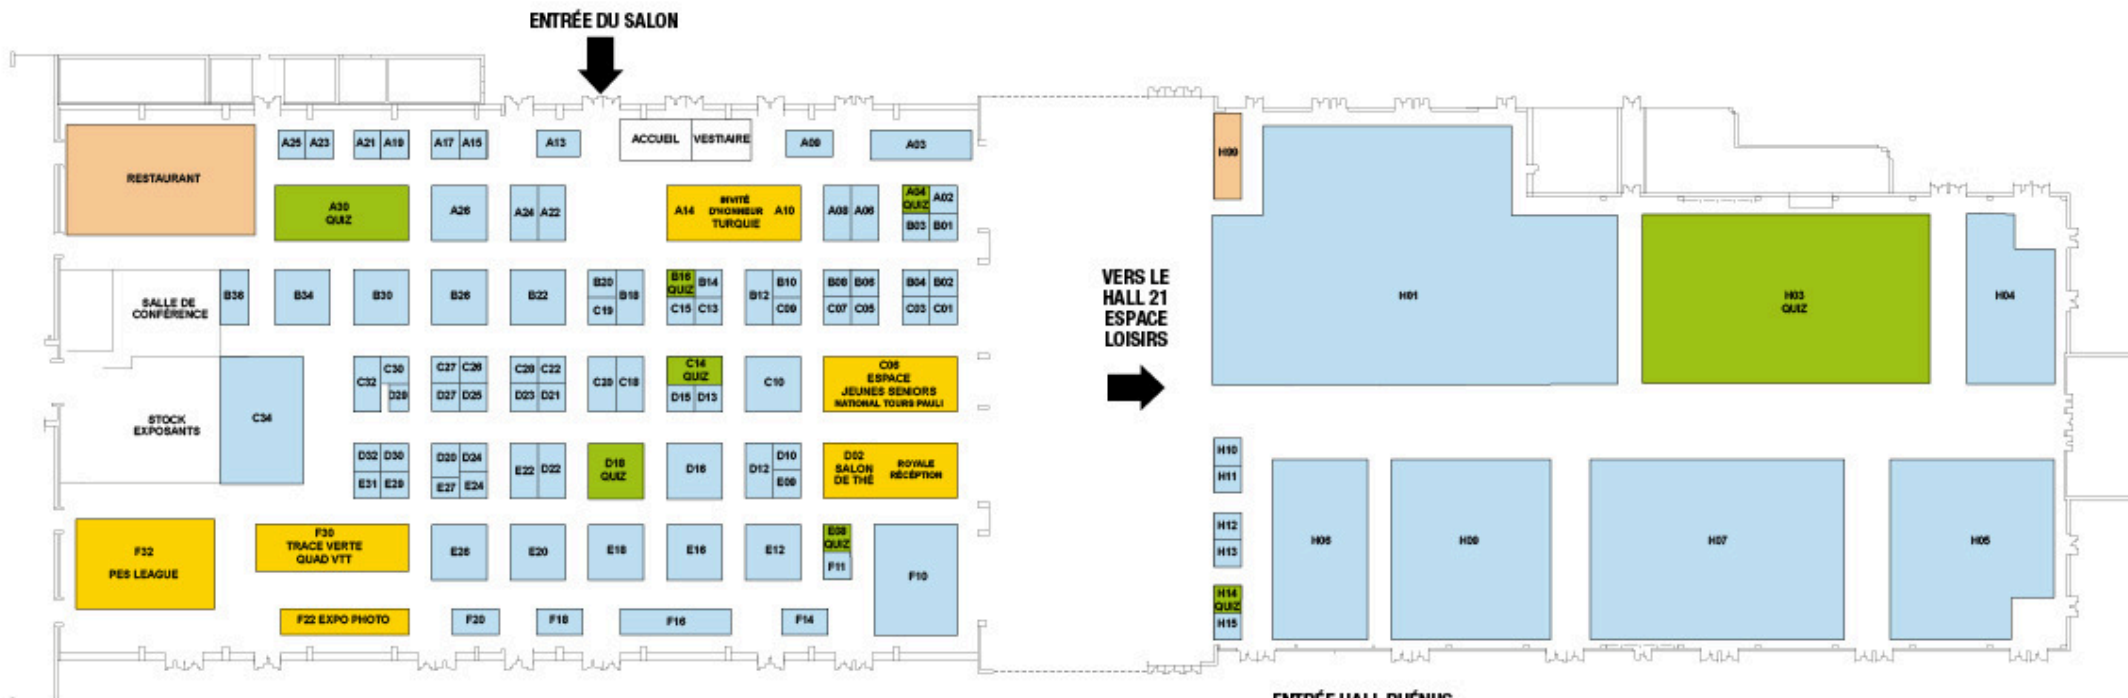 ENTRÉE DU SALON
A25 A23 A21 A19 A17 A15 A13 ACCUEIL VESTIAIRE A09 A03
RESTAURANT
A30
QUIZ
A26
A24 A22
A14 INVITÉ D'HONNEUR TURQUIE A10
A08 A06
A04 QUIZ
A02
B03 B01
SALLE DE
CONFÉRENCE
B36 B34 B30 B26 B22
B20 B18
C19
B16 QUIZ
B14
C15 C13
B12 B10
C09
B08 B06
C07 C05
B04 B02
C03 C01
STOCK
EXPOSANTS
C34
C32 C30
D29
C27 C26
D27 D25
C22
D23 D21
C20 C18
C14
QUIZ
D15 D13
C10
ESPACE
JEUNES SENIORS
NATIONAL TOURS PAULI
D32 D30
E31 E29
D24
E27 E24
E22 D22
D18
QUIZ
D16
D12 D10
E09
D02
SALON
DE THÉ
ROYALE
RÉCÉPTION
F32
PES LEAGUE
F30
TRACE VERTE
QUAD VTT
E26 E20 E18 E16 E12
E08
QUIZ
F11
F10
F22 EXPO PHOTO
F20 F18 F16 F14
VERS LE
HALL 21
ESPACE
LOISIRS
H01
H03
QUIZ
H04
H10
H11
H12
H13
H14
QUIZ
H15
H06
H09
H07
H05